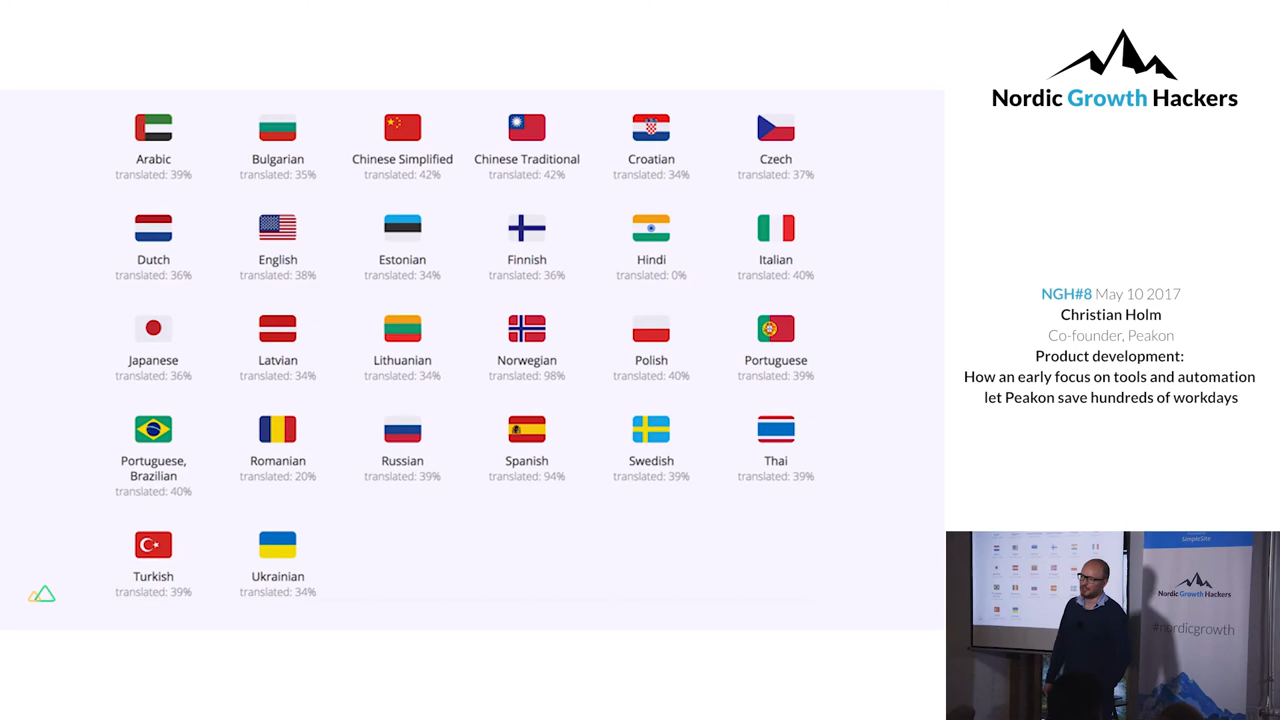 Arabic
translated: 39%
Bulgarian
translated: 35%
Chinese Simplified
translated: 42%
Chinese Traditional
translated: 42%
Croatian
translated: 34%
Czech
translated: 37%
Dutch
translated: 36%
English
translated: 38%
Estonian
translated: 34%
Finnish
translated: 36%
Hindi
translated: 0%
Italian
translated: 40%
Japanese
translated: 36%
Latvian
translated: 34%
Lithuanian
translated: 34%
Norwegian
translated: 98%
Polish
translated: 40%
Portuguese
translated: 39%
Portuguese,
Brazilian
translated: 40%
Romanian
translated: 20%
Russian
translated: 39%
Spanish
translated: 94%
Swedish
translated: 39%
Thai
translated: 39%
Turkish
translated: 39%
Ukrainian
translated: 34%
Nordic Growth Hackers
NGH#8 May 10 2017
Christian Holm
Co-founder, Peakon
Product development:
How an early focus on tools and automation
let Peakon save hundreds of workdays
SimpleSite
Nordic Growth Hackers
#nordicgrowth